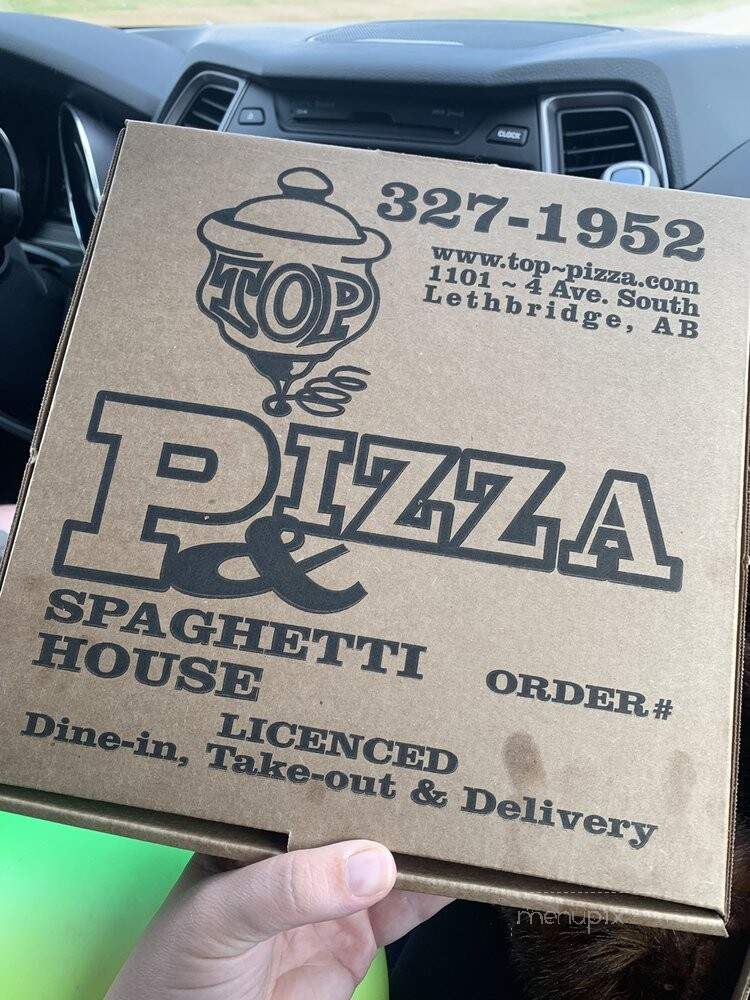 CLOCK
327-1952
www.top~pizza.com
1101 ~ 4 Ave. South
Lethbridge, AB
TOP
PIZZA
&
SPAGHETTI
HOUSE
ORDER#
LICENCED
Dine-in, Take-out & Delivery
menupix